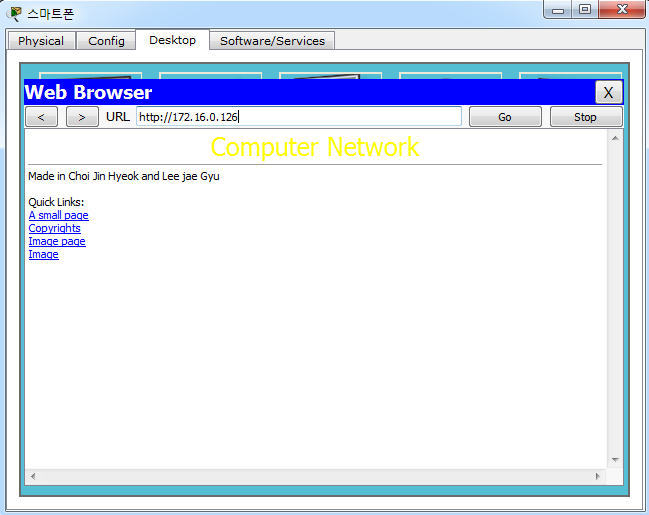 스마트폰
Physical Config Desktop Software/Services
Web Browser X
< > URL http://172.16.0.126 Go Stop
Computer Network
Made in Choi Jin Hyeok and Lee jae Gyu
Quick Links:
A small page
Copyrights
Image page
Image